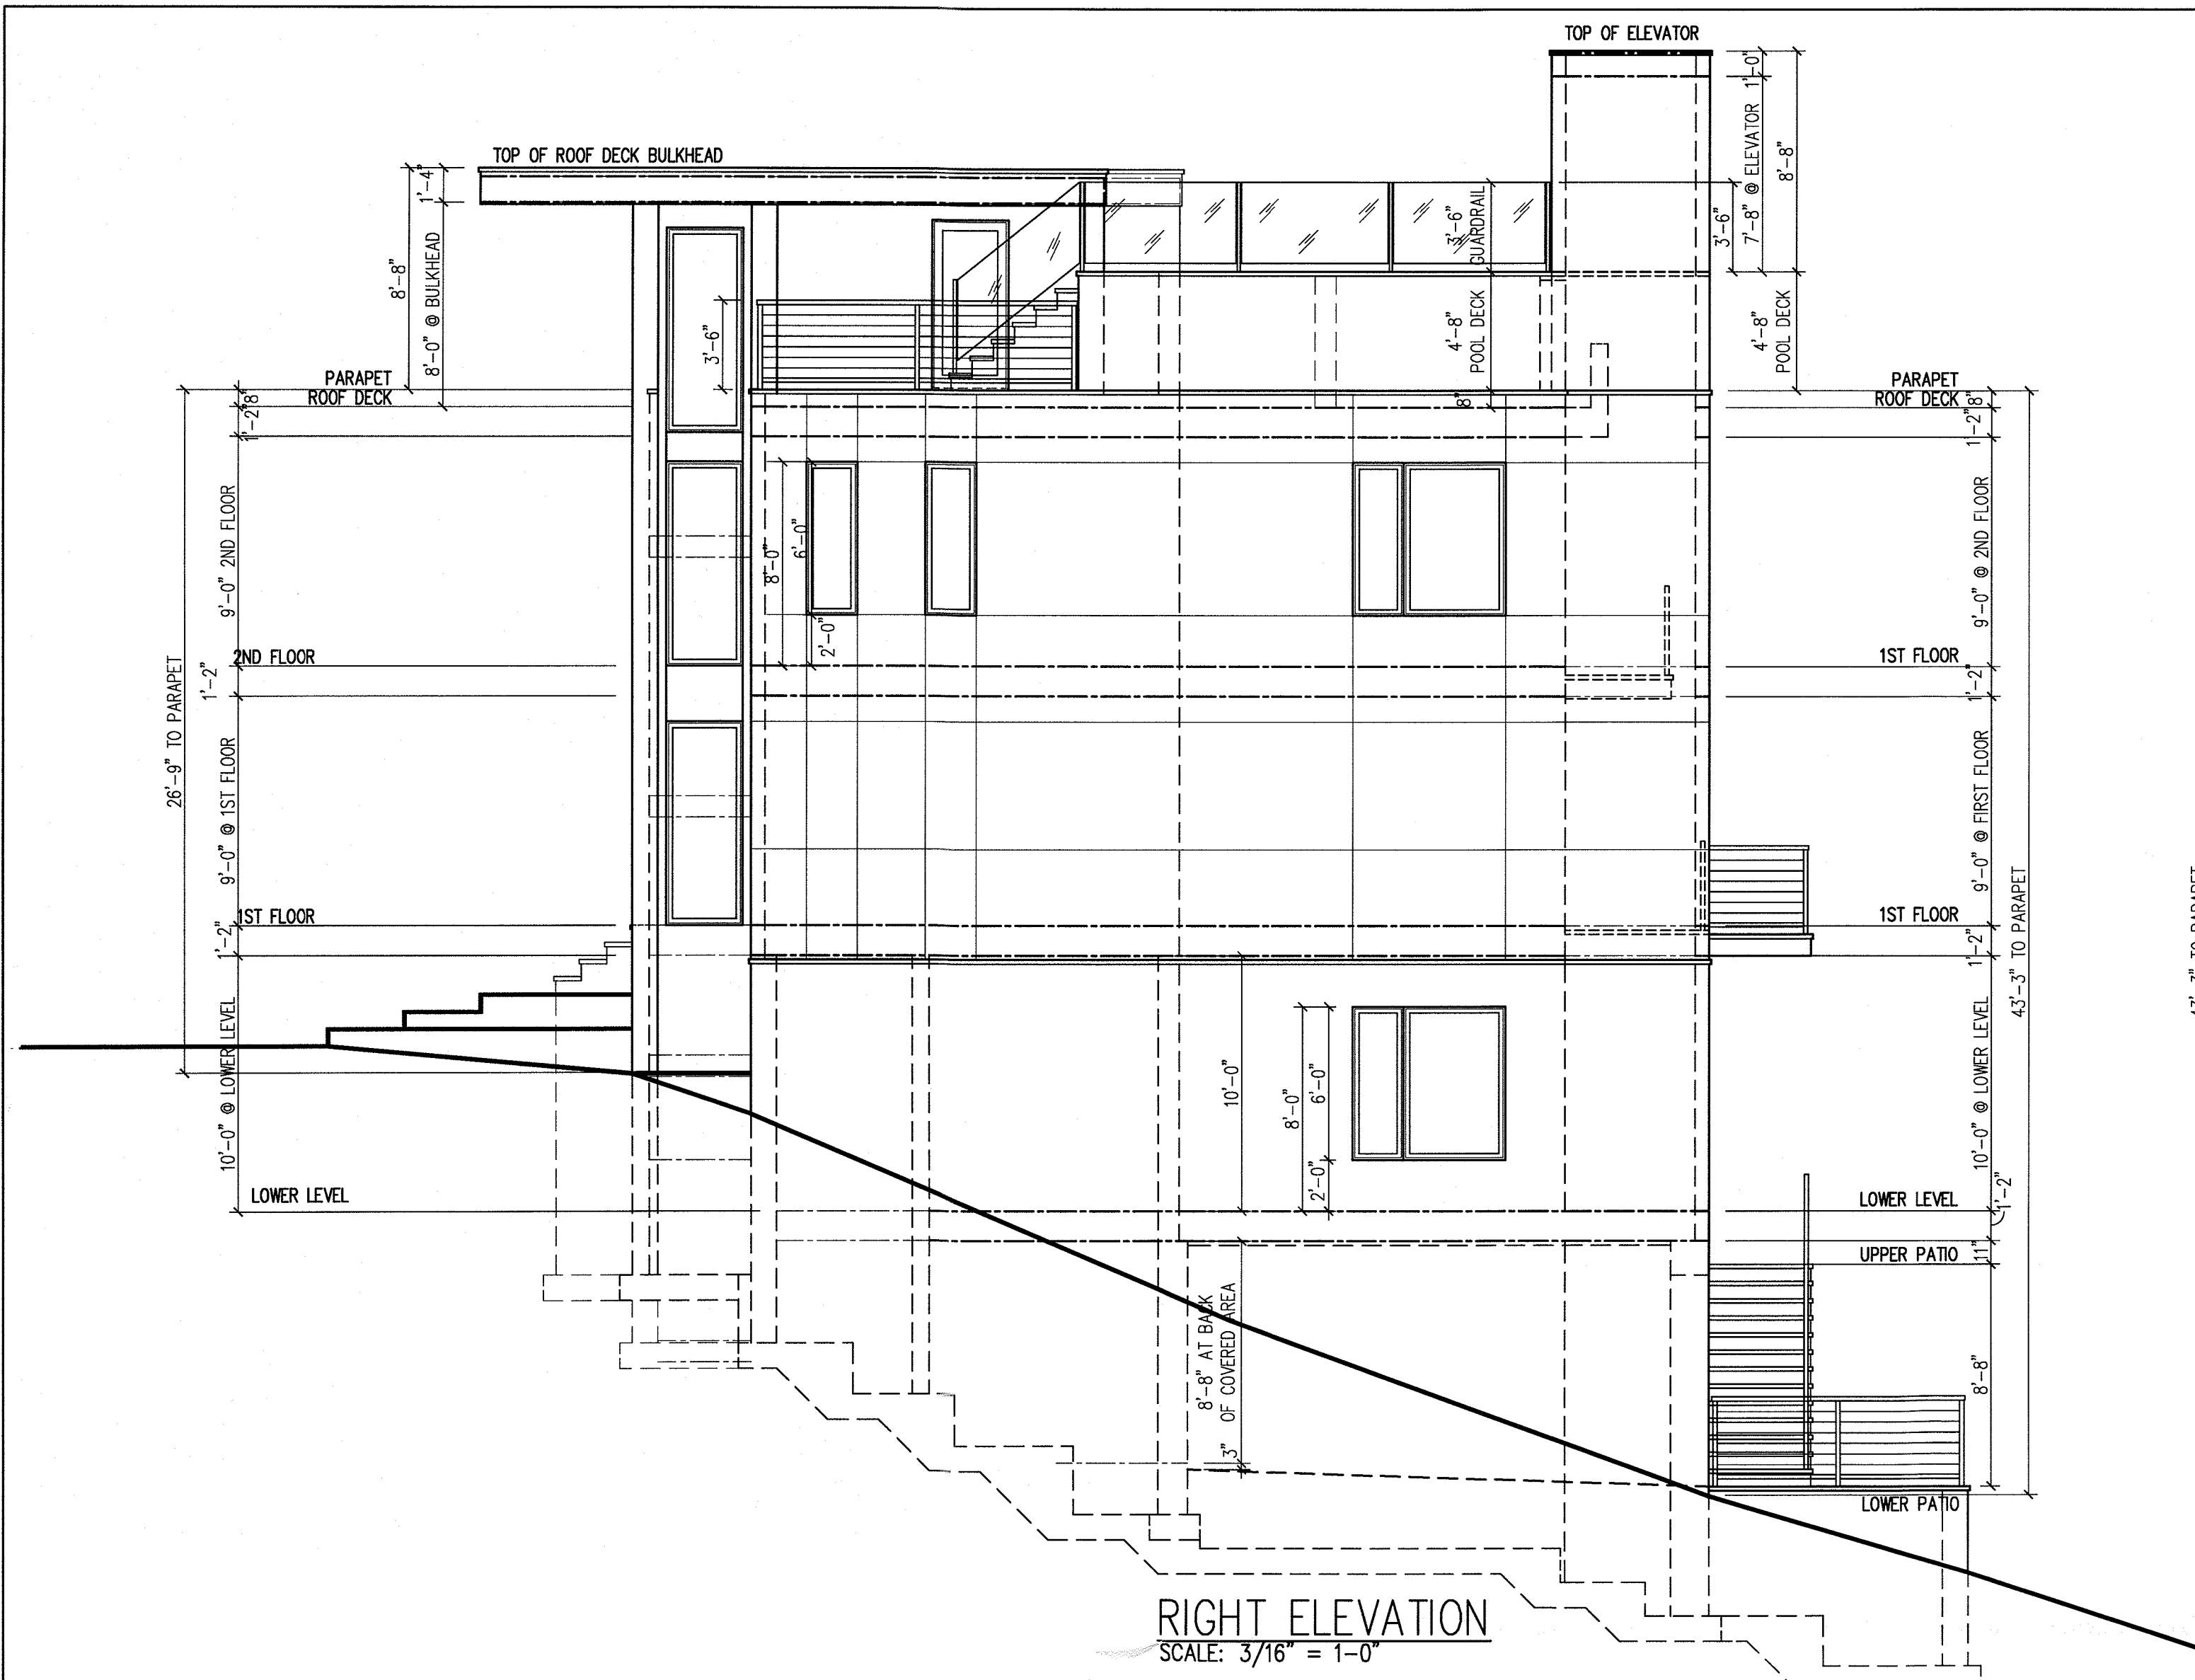 TOP OF ELEVATOR
TOP OF ROOF DECK BULKHEAD
1'-0"
7'-8" @ ELEVATOR
8'-8"
3'-6"
4'-8"
POOL DECK
3'-6"
GUARDRAIL
4'-8"
POOL DECK
8"
1'-4"
8'-8"
8'-0" @ BULKHEAD
3'-6"
PARAPET
ROOF DECK
8"
1'-2"
9'-0" 2ND FLOOR
26'-9" TO PARAPET
2ND FLOOR
1'-2"
9'-0" @ 1ST FLOOR
1ST FLOOR
1'-2"
10'-0" @ LOWER LEVEL
LOWER LEVEL
8'-0"
6'-0"
2'-0"
10'-0"
8'-0"
6'-0"
2'-0"
8'-8" AT BACK
OF COVERED AREA
3"
PARAPET
ROOF DECK
8"
1'-2"
9'-0" @ 2ND FLOOR
1ST FLOOR
1'-2"
9'-0" @ FIRST FLOOR
1ST FLOOR
1'-2"
43'-3" TO PARAPET
10'-0" @ LOWER LEVEL
LOWER LEVEL
1'-2"
UPPER PATIO
11"
8'-8"
LOWER PATIO
RIGHT ELEVATION
SCALE: 3/16" = 1-0"